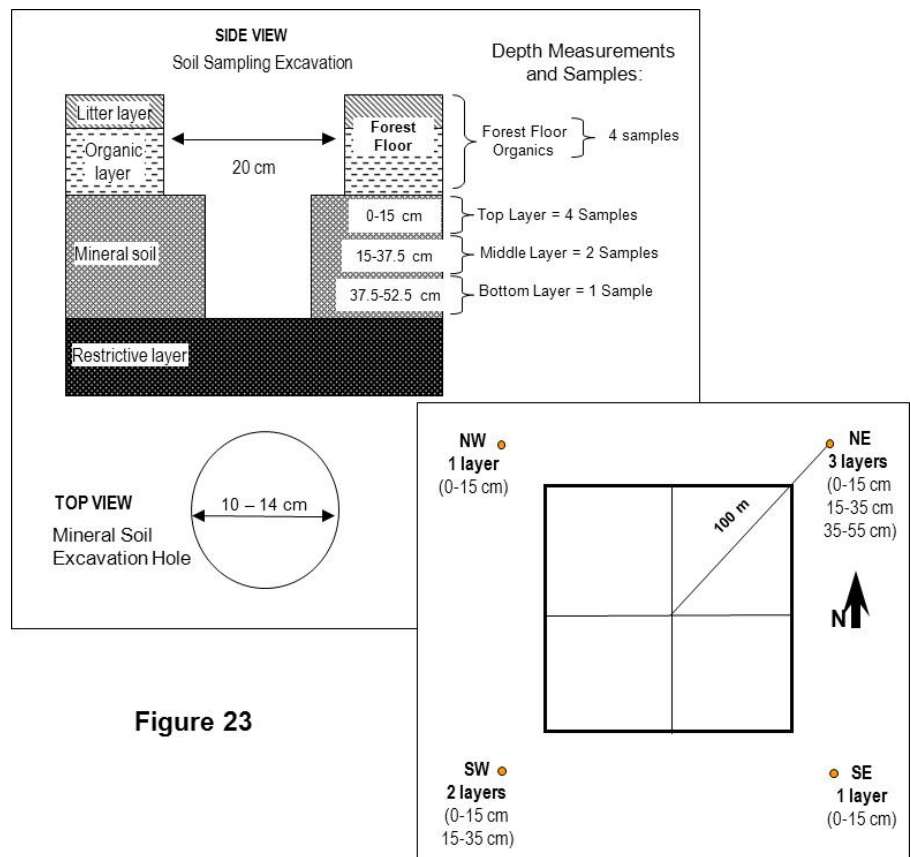 SIDE VIEW
Soil Sampling Excavation
Depth Measurements
and Samples:
Litter layer
Organic
layer
20 cm
Forest
Floor
Forest Floor
Organics
4 samples
Mineral soil
0-15 cm
Top Layer = 4 Samples
15-37.5 cm
Middle Layer = 2 Samples
37.5-52.5 cm
Bottom Layer = 1 Sample
Restrictive layer
TOP VIEW
Mineral Soil
Excavation Hole
10 – 14 cm
NW
1 layer
(0-15 cm)
NE
3 layers
(0-15 cm
15-35 cm
35-55 cm)
100 m
N
SW
2 layers
(0-15 cm
15-35 cm)
SE
1 layer
(0-15 cm)
Figure 23